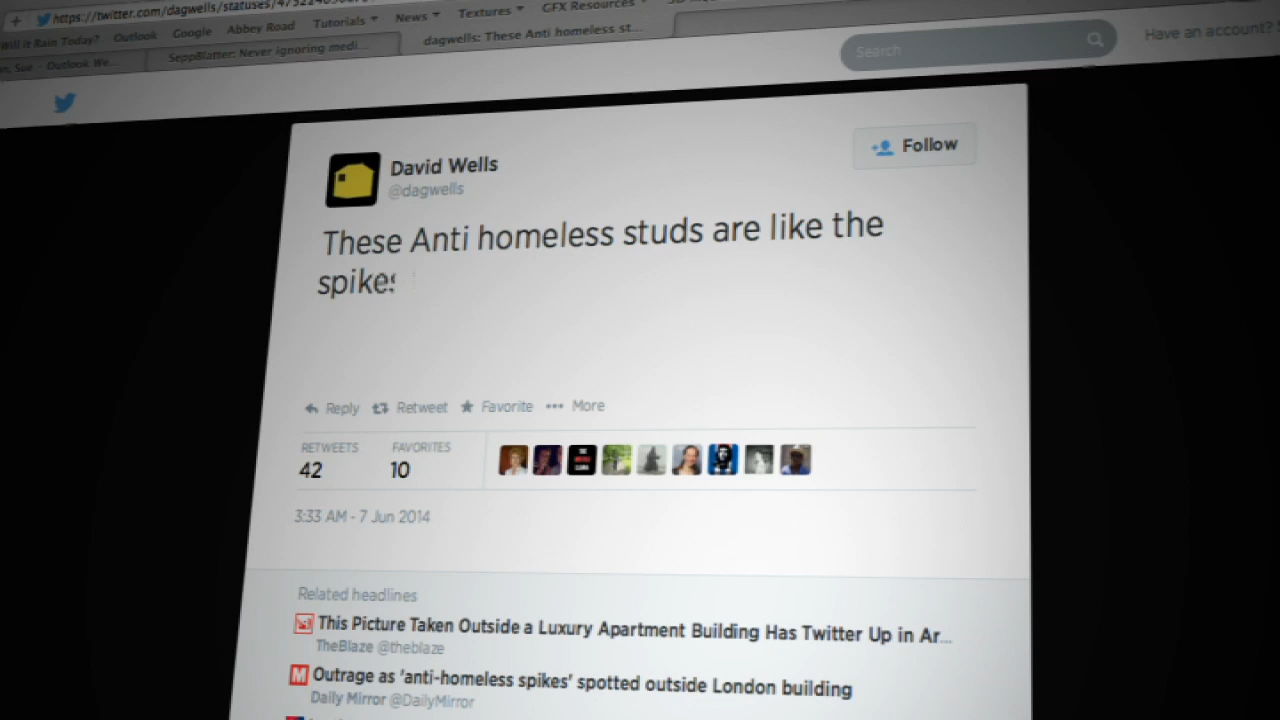 https://twitter.com/dagwells/statuses/
Will it Rain Today? Outlook Google Abbey Road Tutorials News Textures GFX Resources
Sue - Outlook We... SeppBlatter: Never ignoring medi... dagwells: These Anti homeless st...
Search
Have an account?
David Wells
@dagwells
Follow
These Anti homeless studs are like the
spikes
Reply Retweet Favorite More
RETWEETS FAVORITES
42 10
3:33 AM - 7 Jun 2014
Related headlines
This Picture Taken Outside a Luxury Apartment Building Has Twitter Up in Ar...
TheBlaze @theblaze
M Outrage as 'anti-homeless spikes' spotted outside London building
Daily Mirror @DailyMirror